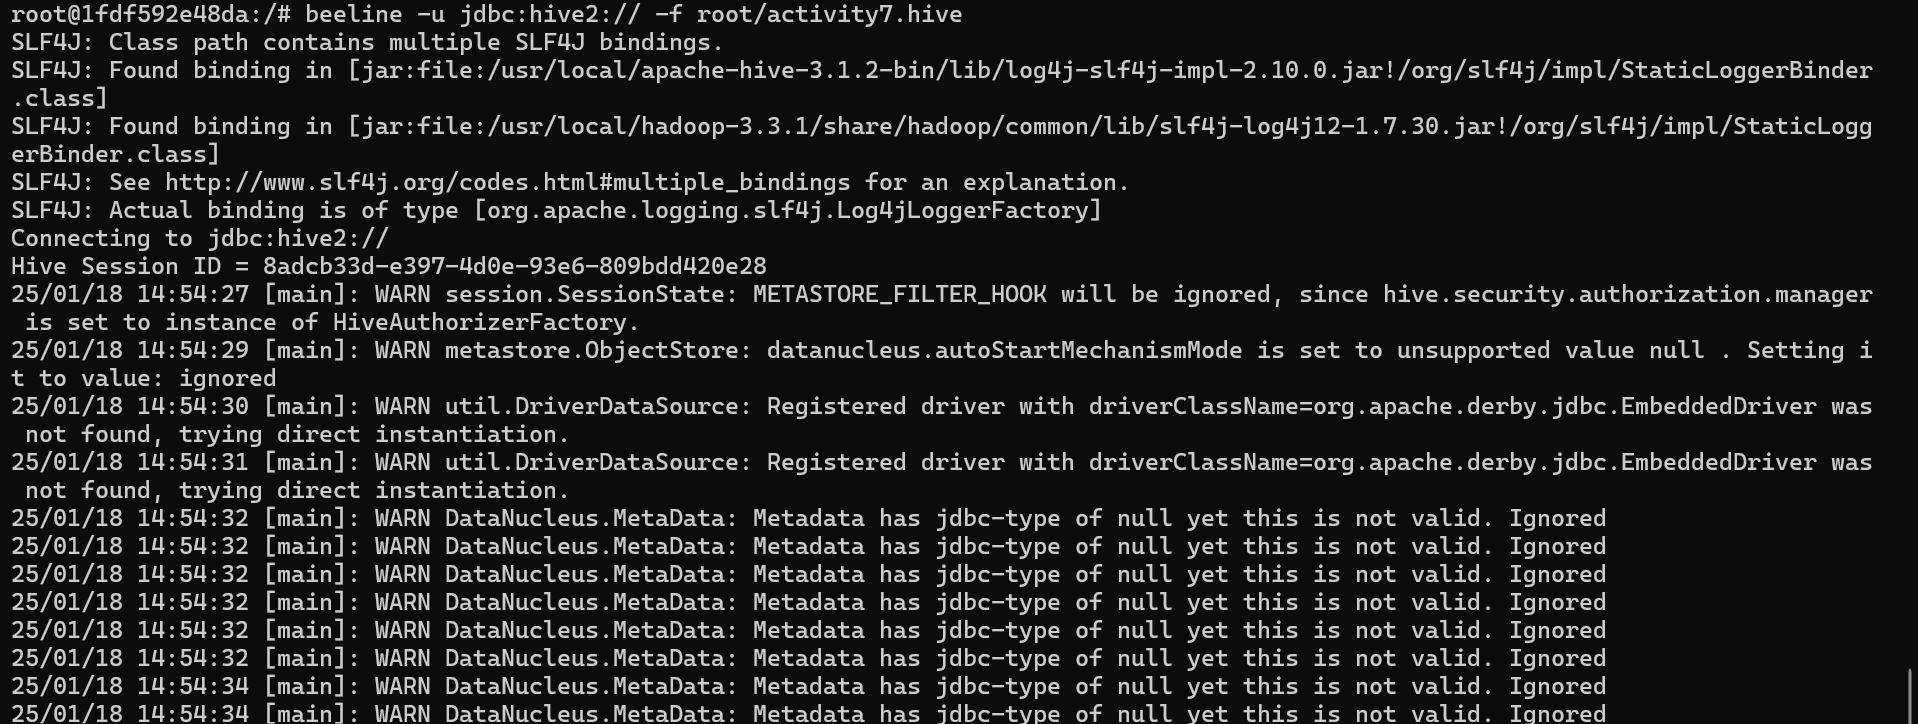 root@1fdf592e48da:/# beeline -u jdbc:hive2:// -f root/activity7.hive
SLF4J: Class path contains multiple SLF4J bindings.
SLF4J: Found binding in [jar:file:/usr/local/apache-hive-3.1.2-bin/lib/log4j-slf4j-impl-2.10.0.jar!/org/slf4j/impl/StaticLoggerBinder
.class]
SLF4J: Found binding in [jar:file:/usr/local/hadoop-3.3.1/share/hadoop/common/lib/slf4j-log4j12-1.7.30.jar!/org/slf4j/impl/StaticLogg
erBinder.class]
SLF4J: See http://www.slf4j.org/codes.html#multiple_bindings for an explanation.
SLF4J: Actual binding is of type [org.apache.logging.slf4j.Log4jLoggerFactory]
Connecting to jdbc:hive2://
Hive Session ID = 8adcb33d-e397-4d0e-93e6-809bdd420e28
25/01/18 14:54:27 [main]: WARN session.SessionState: METASTORE_FILTER_HOOK will be ignored, since hive.security.authorization.manager
 is set to instance of HiveAuthorizerFactory.
25/01/18 14:54:29 [main]: WARN metastore.ObjectStore: datanucleus.autoStartMechanismMode is set to unsupported value null . Setting i
t to value: ignored
25/01/18 14:54:30 [main]: WARN util.DriverDataSource: Registered driver with driverClassName=org.apache.derby.jdbc.EmbeddedDriver was
 not found, trying direct instantiation.
25/01/18 14:54:31 [main]: WARN util.DriverDataSource: Registered driver with driverClassName=org.apache.derby.jdbc.EmbeddedDriver was
 not found, trying direct instantiation.
25/01/18 14:54:32 [main]: WARN DataNucleus.MetaData: Metadata has jdbc-type of null yet this is not valid. Ignored
25/01/18 14:54:32 [main]: WARN DataNucleus.MetaData: Metadata has jdbc-type of null yet this is not valid. Ignored
25/01/18 14:54:32 [main]: WARN DataNucleus.MetaData: Metadata has jdbc-type of null yet this is not valid. Ignored
25/01/18 14:54:32 [main]: WARN DataNucleus.MetaData: Metadata has jdbc-type of null yet this is not valid. Ignored
25/01/18 14:54:32 [main]: WARN DataNucleus.MetaData: Metadata has jdbc-type of null yet this is not valid. Ignored
25/01/18 14:54:32 [main]: WARN DataNucleus.MetaData: Metadata has jdbc-type of null yet this is not valid. Ignored
25/01/18 14:54:34 [main]: WARN DataNucleus.MetaData: Metadata has jdbc-type of null yet this is not valid. Ignored
25/01/18 14:54:34 [main]: WARN DataNucleus.MetaData: Metadata has jdbc-type of null yet this is not valid. Ignored